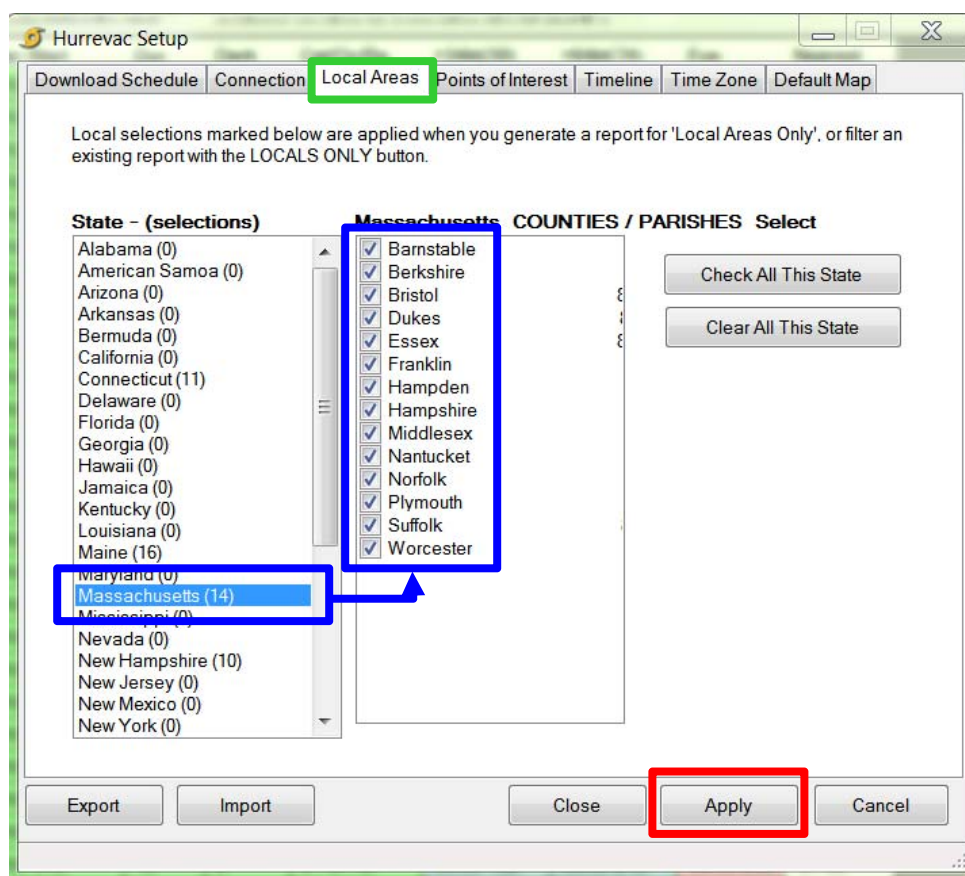 Hurrevac Setup
Download Schedule Connection Local Areas Points of Interest Timeline Time Zone Default Map
Local selections marked below are applied when you generate a report for 'Local Areas Only', or filter an
existing report with the LOCALS ONLY button.
State - (selections)
Alabama (0)
American Samoa (0)
Arizona (0)
Arkansas (0)
Bermuda (0)
California (0)
Connecticut (11)
Delaware (0)
Florida (0)
Georgia (0)
Hawaii (0)
Jamaica (0)
Kentucky (0)
Louisiana (0)
Maine (16)
Maryland (0)
Massachusetts (14)
Mississippi (0)
Nevada (0)
New Hampshire (10)
New Jersey (0)
New Mexico (0)
New York (0)
Massachusetts COUNTIES / PARISHES Select
Barnstable
Berkshire
Bristol
Dukes
Essex
Franklin
Hampden
Hampshire
Middlesex
Nantucket
Norfolk
Plymouth
Suffolk
Worcester
Check All This State
Clear All This State
Export Import Close Apply Cancel